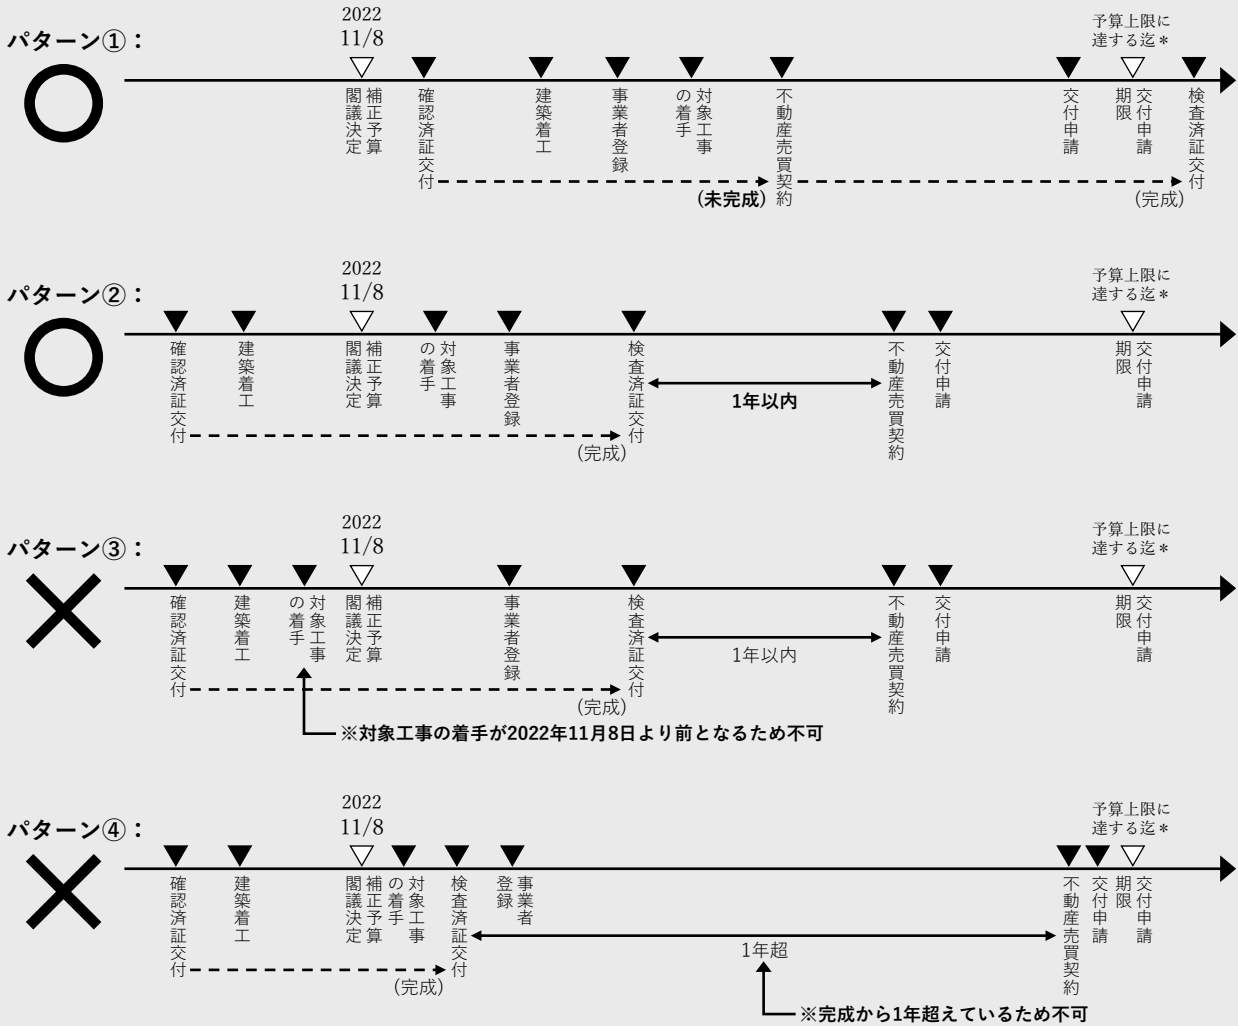 パターン①：
2022
11/8
予算上限に
達する迄＊
補正予算
閣議決定
確認済証交付
建築着工
事業者登録
対象工事
の着手
不動産売買契約
交付申請
交付申請
期限
検査済証交付
(未完成)
(完成)
パターン②：
2022
11/8
予算上限に
達する迄＊
確認済証交付
建築着工
補正予算
閣議決定
対象工事
の着手
事業者登録
検査済証交付
不動産売買契約
交付申請
交付申請
期限
1年以内
(完成)
パターン③：
2022
11/8
予算上限に
達する迄＊
確認済証交付
建築着工
対象工事
の着手
補正予算
閣議決定
事業者登録
検査済証交付
不動産売買契約
交付申請
交付申請
期限
1年以内
(完成)
※対象工事の着手が2022年11月8日より前となるため不可
パターン④：
2022
11/8
予算上限に
達する迄＊
確認済証交付
建築着工
補正予算
閣議決定
対象工事
の着手
検査済証交付
事業者
登録
不動産売買契約
交付申請
交付申請
期限
1年超
(完成)
※完成から1年超えているため不可